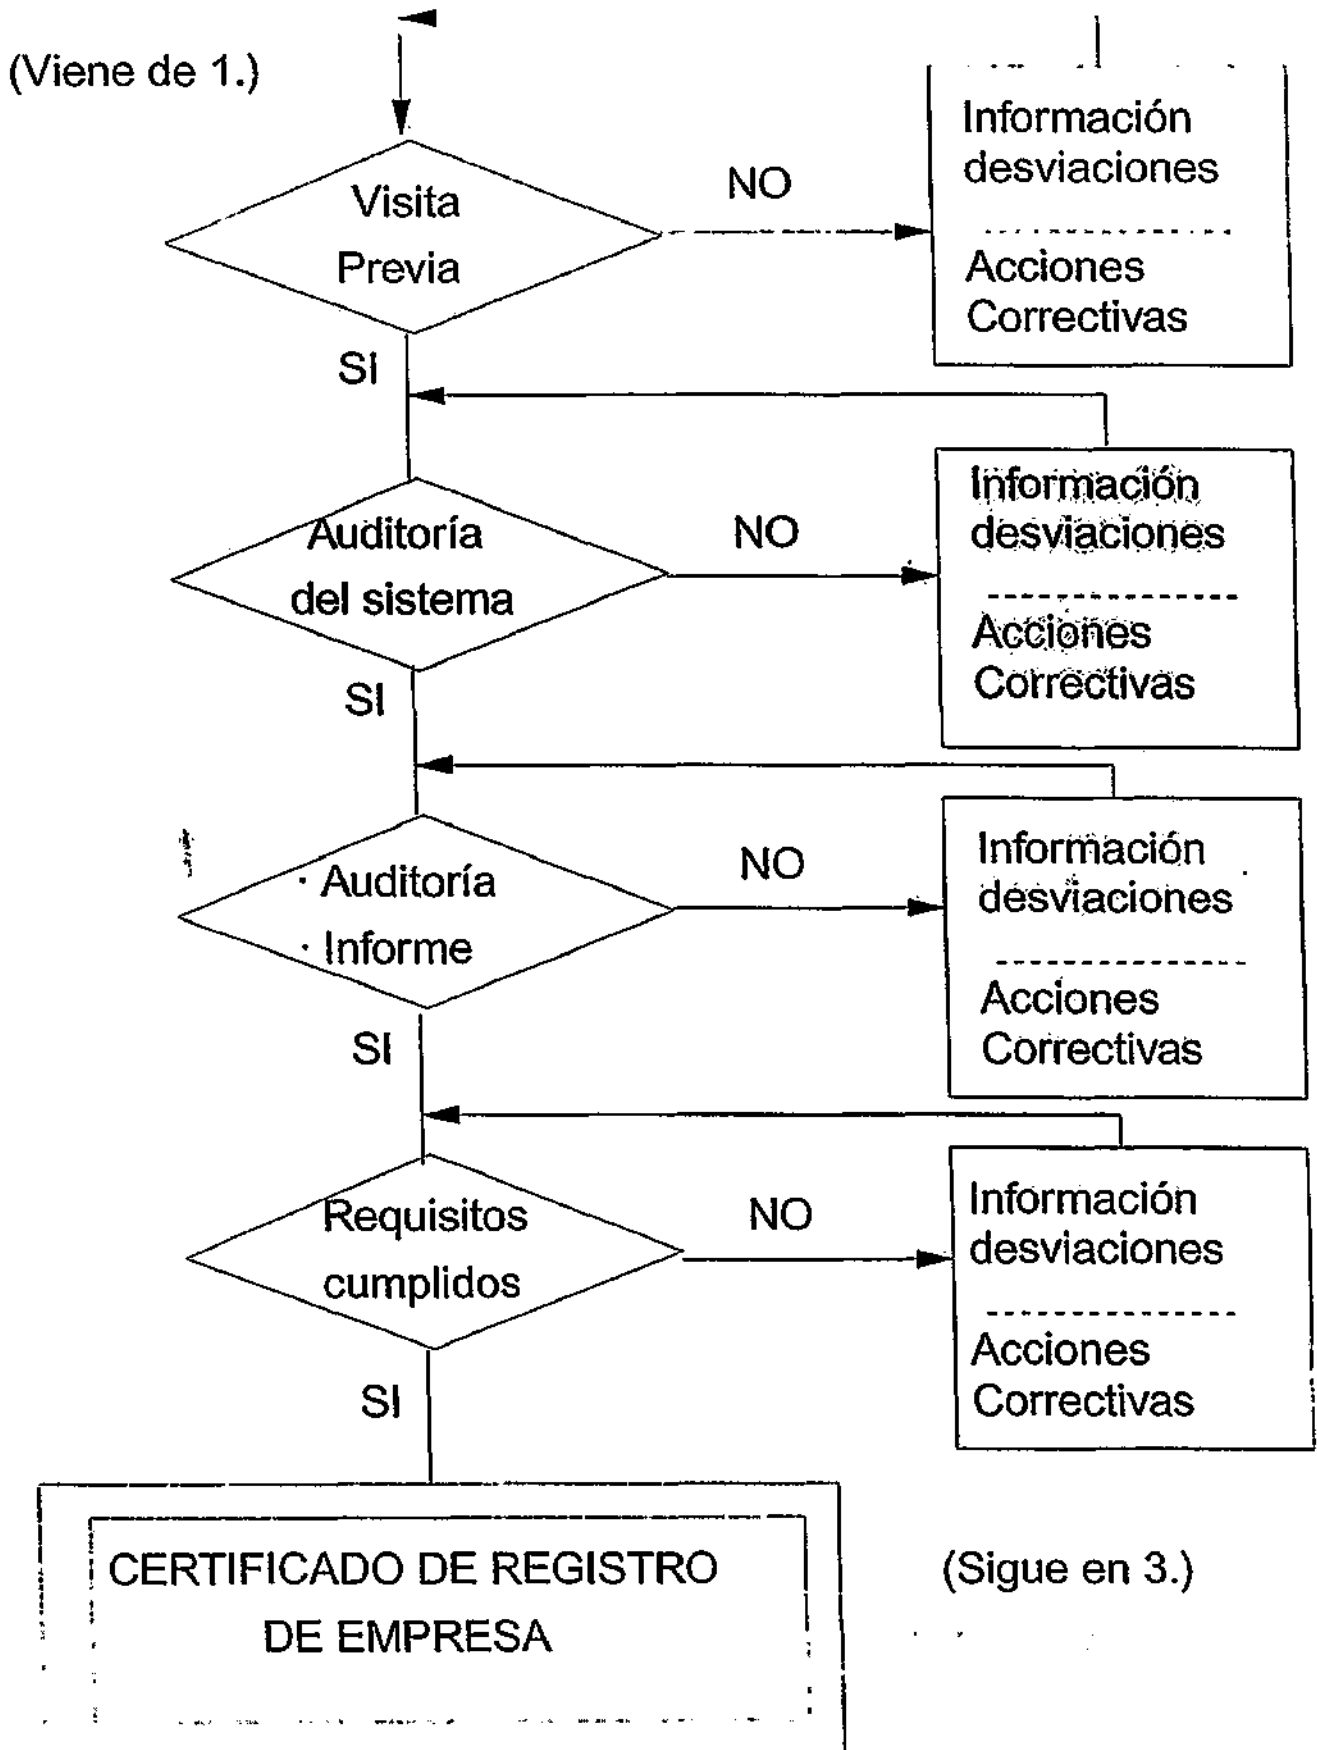 (Viene de 1.)
Visita
Previa
NO
Información
desviaciones
Acciones
Correctivas
SI
Auditoría
del sistema
NO
Información
desviaciones
Acciones
Correctivas
SI
· Auditoría
· Informe
NO
Información
desviaciones
Acciones
Correctivas
SI
Requisitos
cumplidos
NO
Información
desviaciones
Acciones
Correctivas
SI
CERTIFICADO DE REGISTRO
DE EMPRESA
(Sigue en 3.)